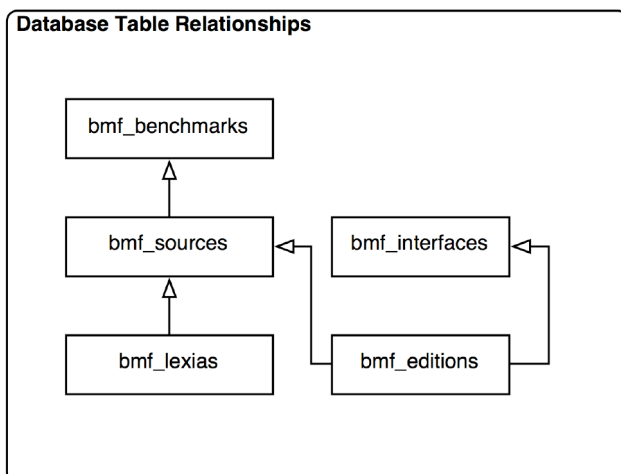 Database Table Relationships
bmf_benchmarks
bmf_sources
bmf_interfaces
bmf_lexias
bmf_editions